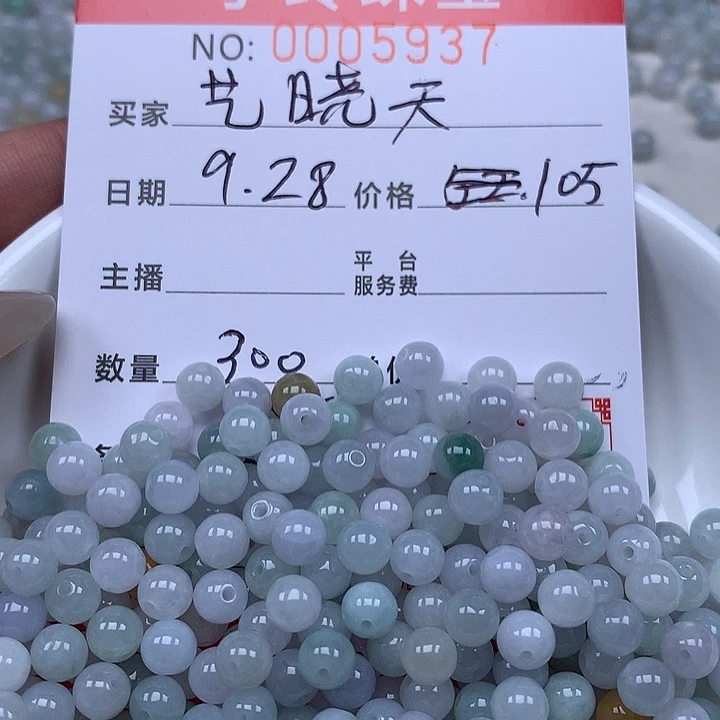 NO: 0005937
买家 艺晓天
日期 9.28 价格 105
主播 平台服务费
数量 300